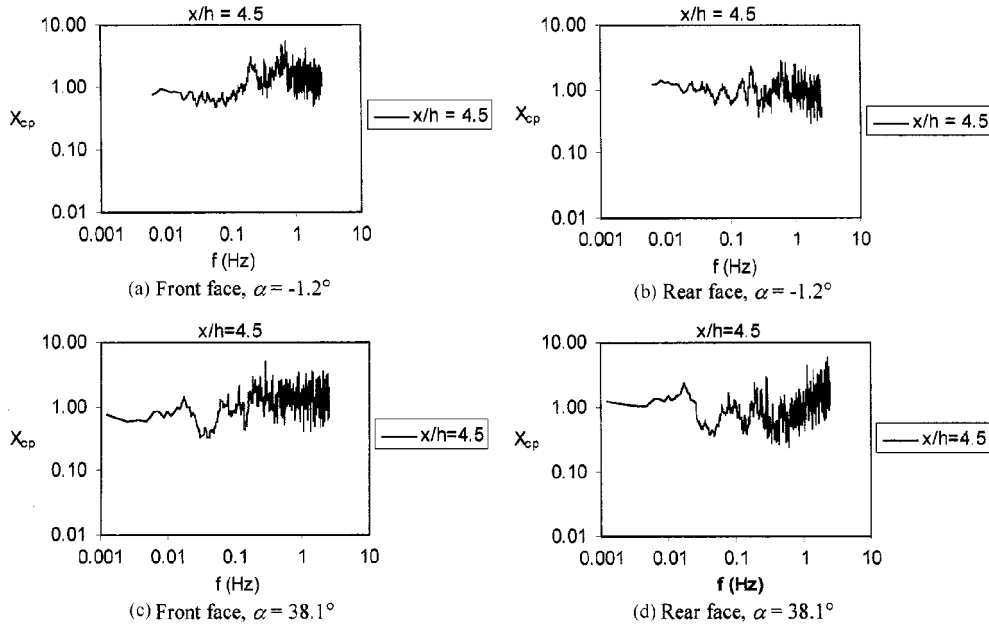 x/h = 4.5
10.00
1.00
0.10
0.01
X_cp
0.001 0.01 0.1 1 10
f (Hz)
x/h = 4.5
(a) Front face, α = -1.2°
x/h = 4.5
10.00
1.00
0.10
0.01
X_cp
0.001 0.01 0.1 1 10
f (Hz)
x/h = 4.5
(b) Rear face, α = -1.2°
x/h=4.5
10.00
1.00
0.10
0.01
X_cp
0.001 0.01 0.1 1 10
f (Hz)
x/h=4.5
(c) Front face, α = 38.1°
x/h=4.5
10.00
1.00
0.10
0.01
X_cp
0.001 0.01 0.1 1 10
f (Hz)
x/h=4.5
(d) Rear face, α = 38.1°